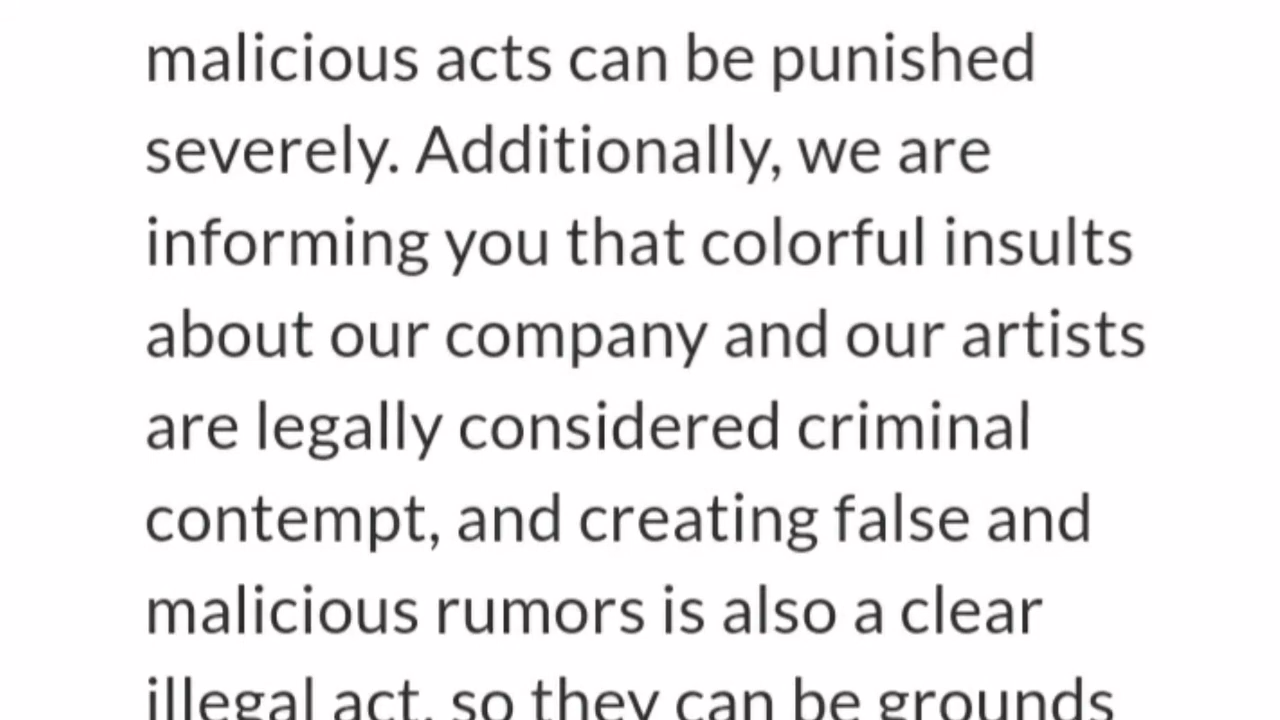 malicious acts can be punished
severely. Additionally, we are
informing you that colorful insults
about our company and our artists
are legally considered criminal
contempt, and creating false and
malicious rumors is also a clear
illegal act, so they can be grounds